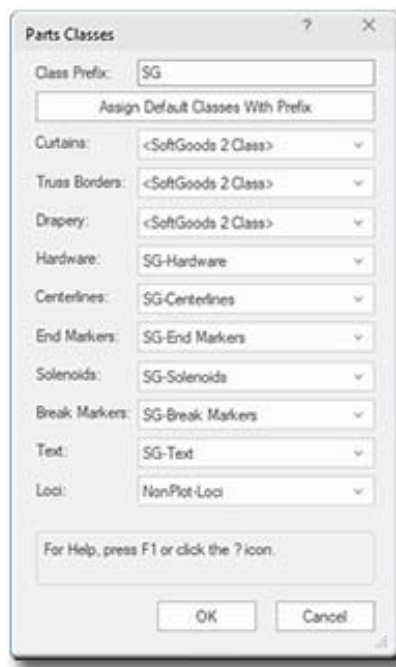 Parts Classes ? ×
Class Prefix: SG
Assign Default Classes With Prefix
Curtains: <SoftGoods 2 Class>
Truss Borders: <SoftGoods 2 Class>
Drapery: <SoftGoods 2 Class>
Hardware: SG-Hardware
Centerlines: SG-Centerlines
End Markers: SG-End Markers
Solenoids: SG-Solenoids
Break Markers: SG-Break Markers
Text: SG-Text
Loci: NonPlot-Loci
For Help, press F1 or click the ? icon.
OK Cancel